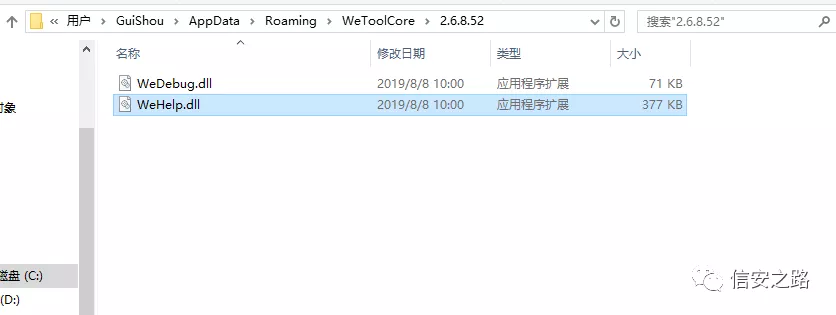 « 用户 > GuiShou > AppData > Roaming > WeToolCore > 2.6.8.52
搜索"2.6.8.52"
名称 修改日期 类型 大小
WeDebug.dll 2019/8/8 10:00 应用程序扩展 71 KB
WeHelp.dll 2019/8/8 10:00 应用程序扩展 377 KB
对象
磁盘 (C:)
(D:)
信安之路